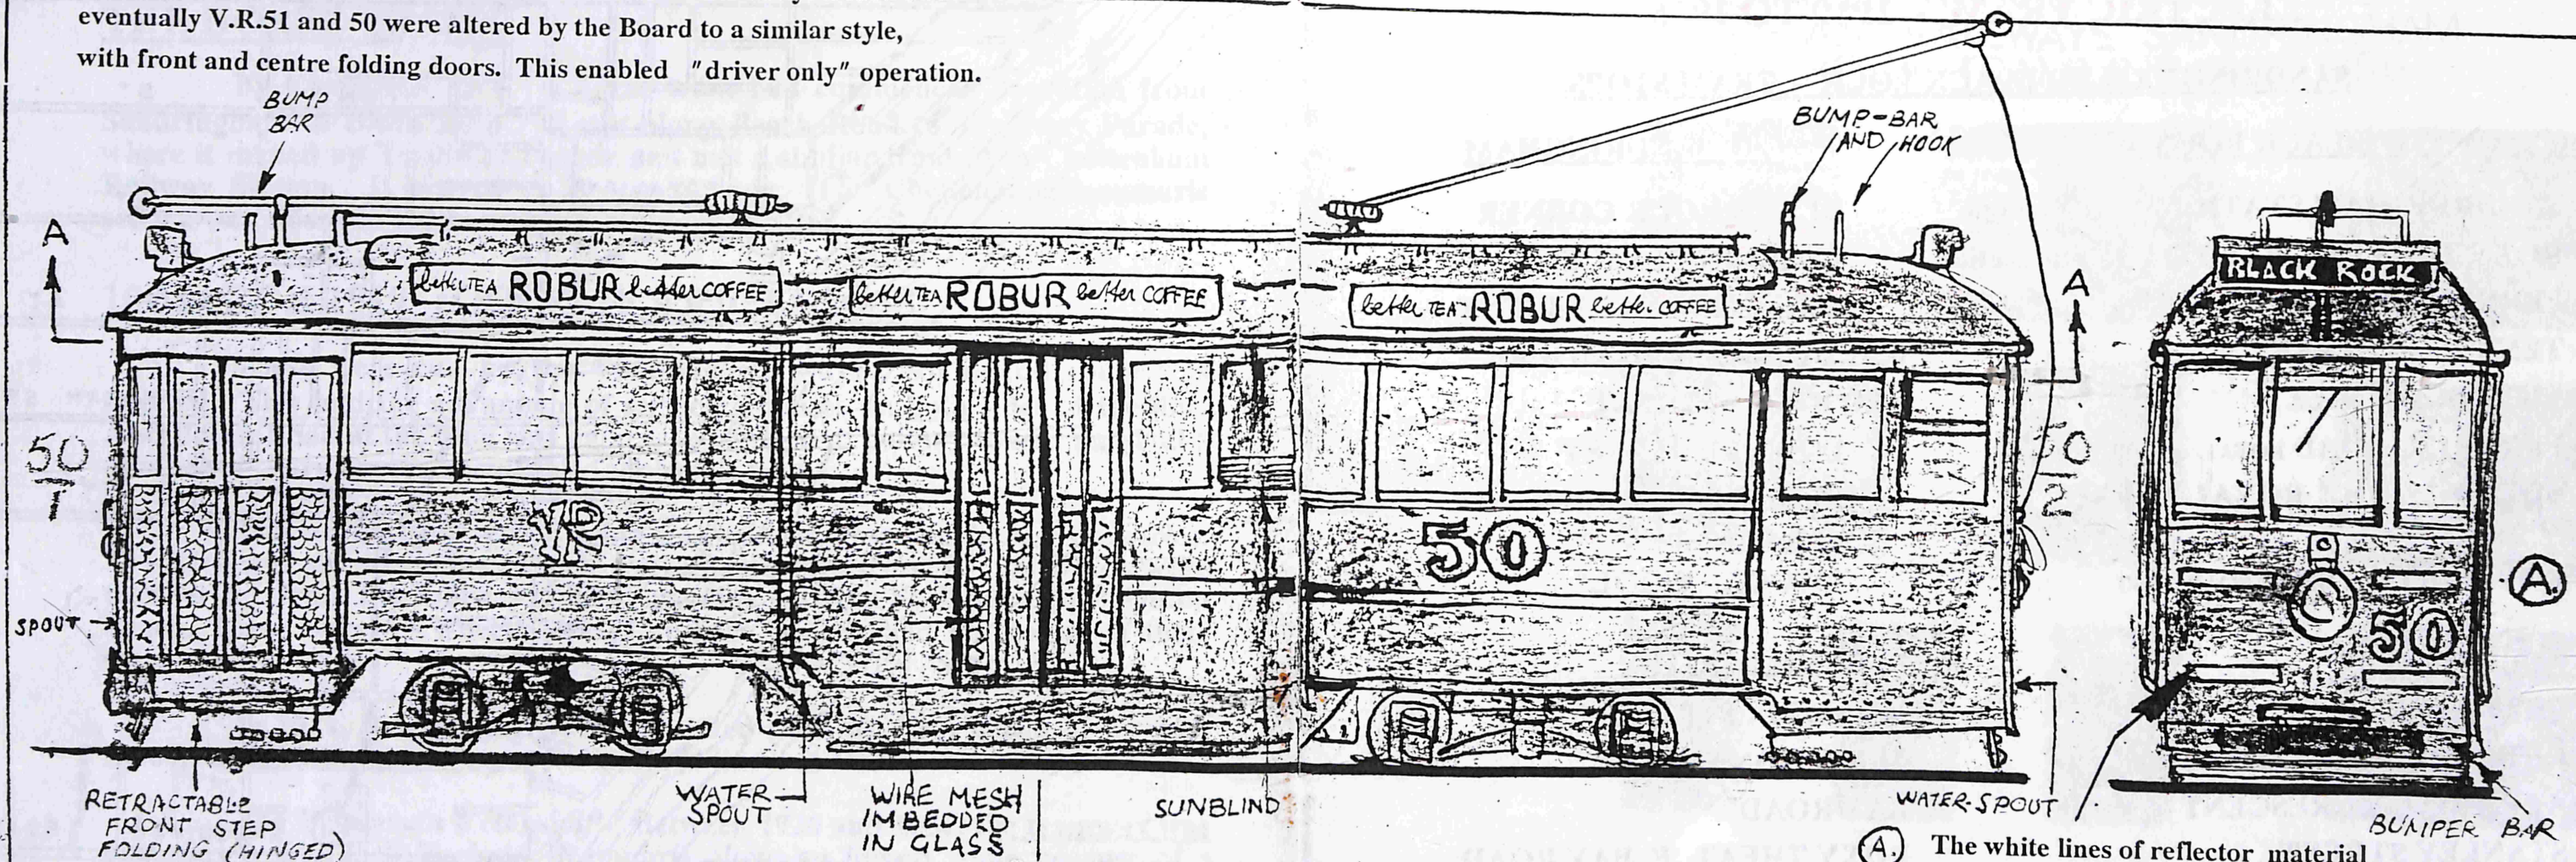 eventually V.R.51 and 50 were altered by the Board to a similar style,
with front and centre folding doors. This enabled "driver only" operation.
BUMP
BAR
BUMP-BAR
AND HOOK
A
A
better TEA ROBUR better COFFEE
better TEA ROBUR better COFFEE
better TEA ROBUR better COFFEE
BLACK ROCK
50
1
50
2
VR
50
50
A.
SPOUT
RETRACTABLE
FRONT STEP
FOLDING (HINGED)
WATER
SPOUT
WIRE MESH
IMBEDDED
IN GLASS
SUNBLIND
WATER-SPOUT
BUMPER BAR
A. The white lines of reflector material